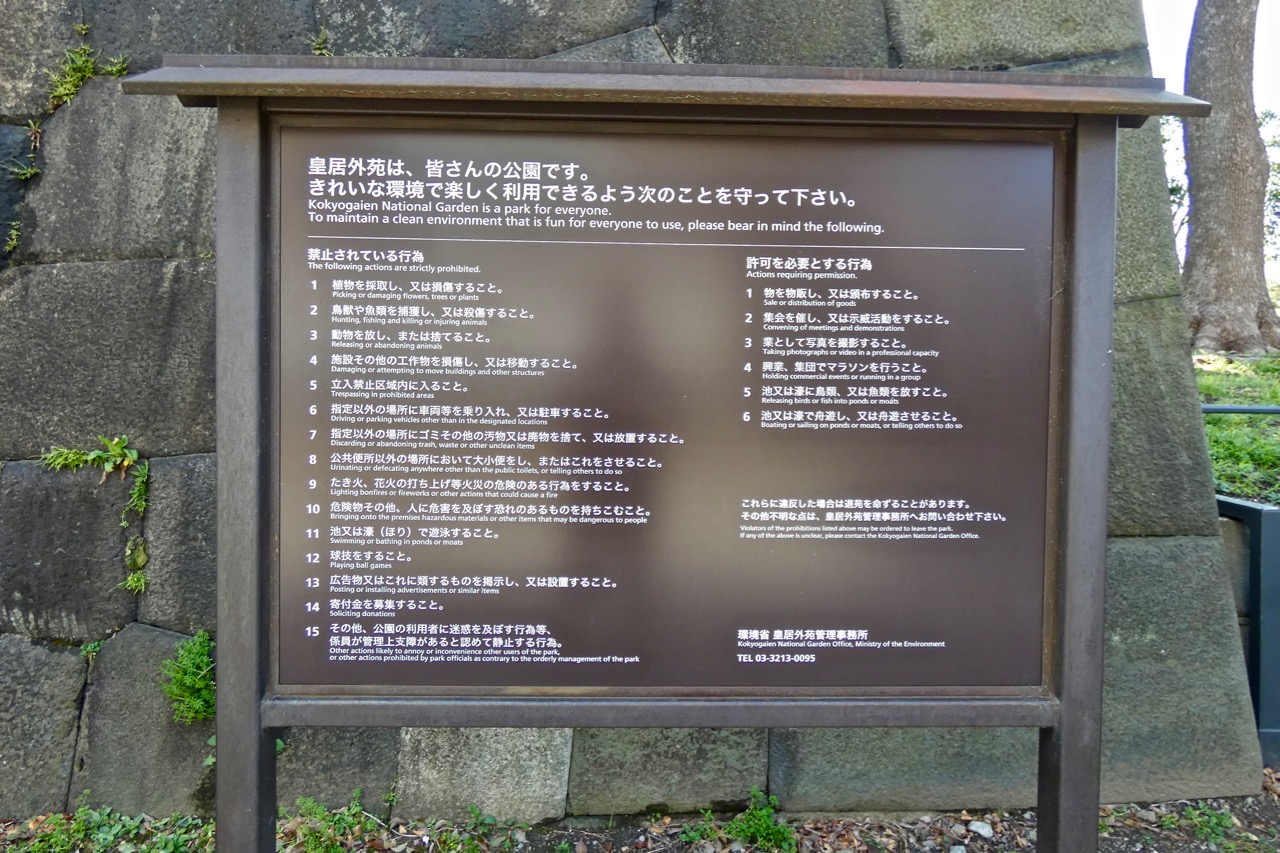 皇居外苑は、皆さんの公園です。
きれいな環境で楽しく利用できるよう次のことを守って下さい。
Kokyogaien National Garden is a park for everyone.
To maintain a clean environment that is fun for everyone to use, please bear in mind the following.
禁止されている行為
The following actions are strictly prohibited.
1 植物を採取し、又は損傷すること。
Picking or damaging flowers, trees or plants
2 鳥獣や魚類を捕獲し、又は殺傷すること。
Hunting, fishing and killing or injuring animals
3 動物を放し、または捨てること。
Releasing or abandoning animals
4 施設その他の工作物を損傷し、又は移動すること。
Damaging or attempting to move buildings and other structures
5 立入禁止区域内に入ること。
Trespassing in prohibited areas
6 指定以外の場所に車両等を乗り入れ、又は駐車すること。
Driving or parking vehicles other than in the designated locations
7 指定以外の場所にゴミその他の汚物又は廃物を捨て、又は放置すること。
Discarding or abandoning trash, waste or other unclean items
8 公共便所以外の場所において大小便をし、またはこれをさせること。
Urinating or defecating anywhere other than the public toilets, or telling others to do so
9 たき火、花火の打ち上げ等火災の危険のある行為をすること。
Lighting bonfires or fireworks or other actions that could cause a fire
10 危険物その他、人に危害を及ぼす恐れのあるものを持ちこむこと。
Bringing onto the premises hazardous materials or other items that may be dangerous to people
11 池又は濠（ほり）で遊泳すること。
Swimming or bathing in ponds or moats
12 球技をすること。
Playing ball games
13 広告物又はこれに類するものを掲示し、又は設置すること。
Posting or installing advertisements or similar items
14 寄付金を募集すること。
Soliciting donations
15 その他、公園の利用者に迷惑を及ぼす行為等、
係員が管理上支障があると認めて静止する行為。
Other actions likely to annoy or inconvenience other users of the park,
or other actions prohibited by park officials as contrary to the orderly management of the park
許可を必要とする行為
Actions requiring permission.
1 物を物販し、又は頒布すること。
Sale or distribution of goods
2 集会を催し、又は示威活動をすること。
Convening of meetings and demonstrations
3 業として写真を撮影すること。
Taking photographs or video in a professional capacity
4 興業、集団でマラソンを行うこと。
Holding commercial events or running in a group
5 池又は濠に鳥類、又は魚類を放すこと。
Releasing birds or fish into ponds or moats
6 池又は濠で舟遊し、又は舟遊させること。
Boating or sailing on ponds or moats, or telling others to do so
これらに違反した場合は退苑を命ずることがあります。
その他不明な点は、皇居外苑管理事務所へお問い合わせ下さい。
Violators of the prohibitions listed above may be ordered to leave the park.
If any of the above is unclear, please contact the Kokyogaien National Garden Office.
環境省 皇居外苑管理事務所
Kokyogaien National Garden Office, Ministry of the Environment
TEL 03-3213-0095